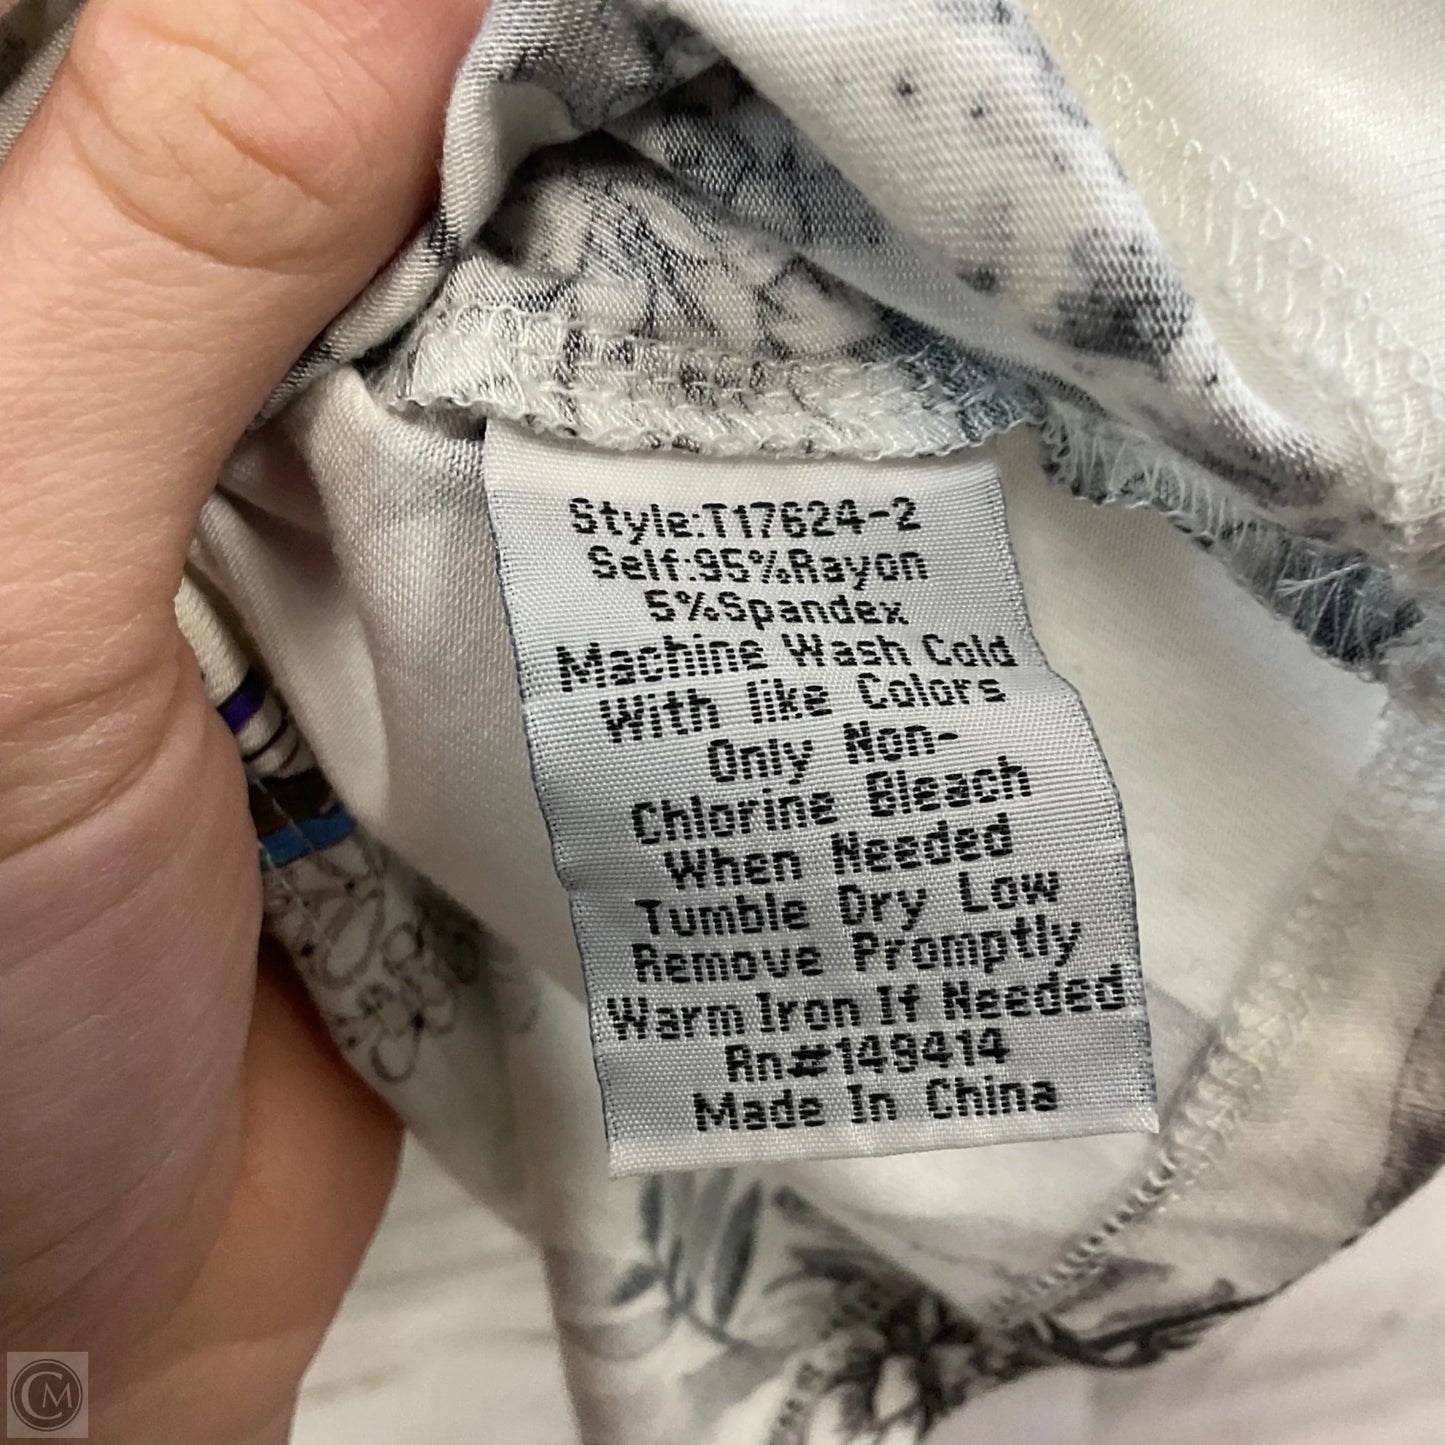 Style:T17624-2
Self:95%Rayon
5%Spandex
Machine Wash Cold
With like Colors
Only Non-
Chlorine Bleach
When Needed
Tumble Dry Low
Remove Promptly
Warm Iron If Needed
Rn#149414
Made In China
CM